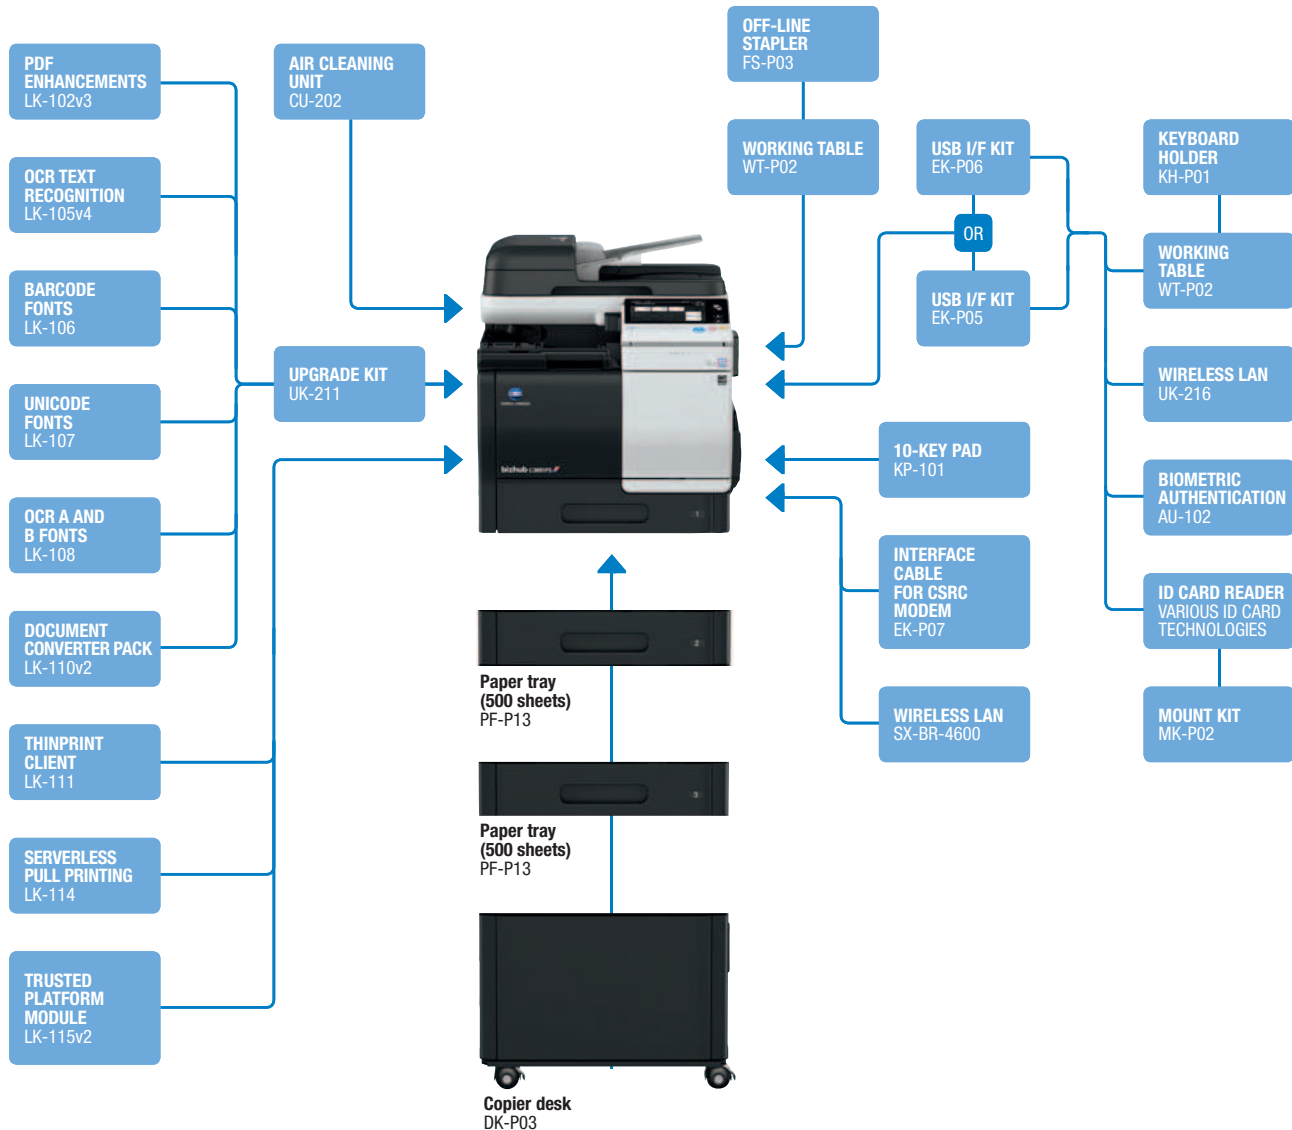 PDF
ENHANCEMENTS
LK-102v3
OCR TEXT
RECOGNITION
LK-105v4
BARCODE
FONTS
LK-106
UNICODE
FONTS
LK-107
OCR A AND
B FONTS
LK-108
DOCUMENT
CONVERTER PACK
LK-110v2
THINPRINT
CLIENT
LK-111
SERVERLESS
PULL PRINTING
LK-114
TRUSTED
PLATFORM
MODULE
LK-115v2
AIR CLEANING
UNIT
CU-202
UPGRADE KIT
UK-211
bizhub
1
2
Paper tray
(500 sheets)
PF-P13
3
Paper tray
(500 sheets)
PF-P13
Copier desk
DK-P03
OFF-LINE
STAPLER
FS-P03
WORKING TABLE
WT-P02
USB I/F KIT
EK-P06
OR
USB I/F KIT
EK-P05
10-KEY PAD
KP-101
INTERFACE
CABLE
FOR CSRC
MODEM
EK-P07
WIRELESS LAN
SX-BR-4600
KEYBOARD
HOLDER
KH-P01
WORKING
TABLE
WT-P02
WIRELESS LAN
UK-216
BIOMETRIC
AUTHENTICATION
AU-102
ID CARD READER
VARIOUS ID CARD
TECHNOLOGIES
MOUNT KIT
MK-P02